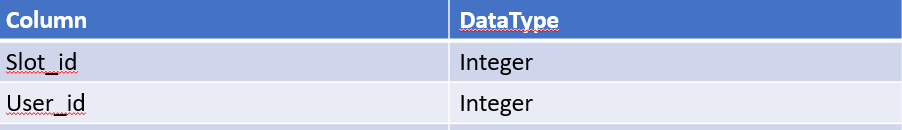 Column DataType
Slot_id Integer
User_id Integer